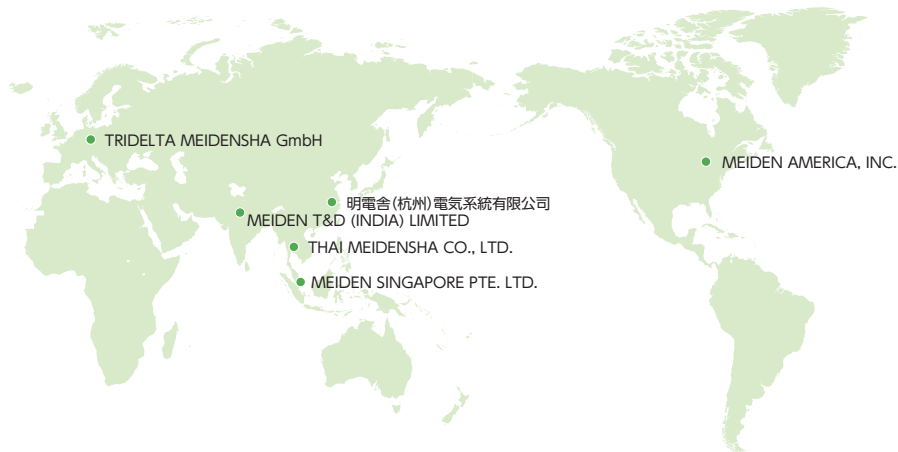 TRIDELTA MEIDENSHA GmbH
MEIDEN AMERICA, INC.
明電舎(杭州)電気系統有限公司
MEIDEN T&D (INDIA) LIMITED
THAI MEIDENSHA CO., LTD.
MEIDEN SINGAPORE PTE. LTD.